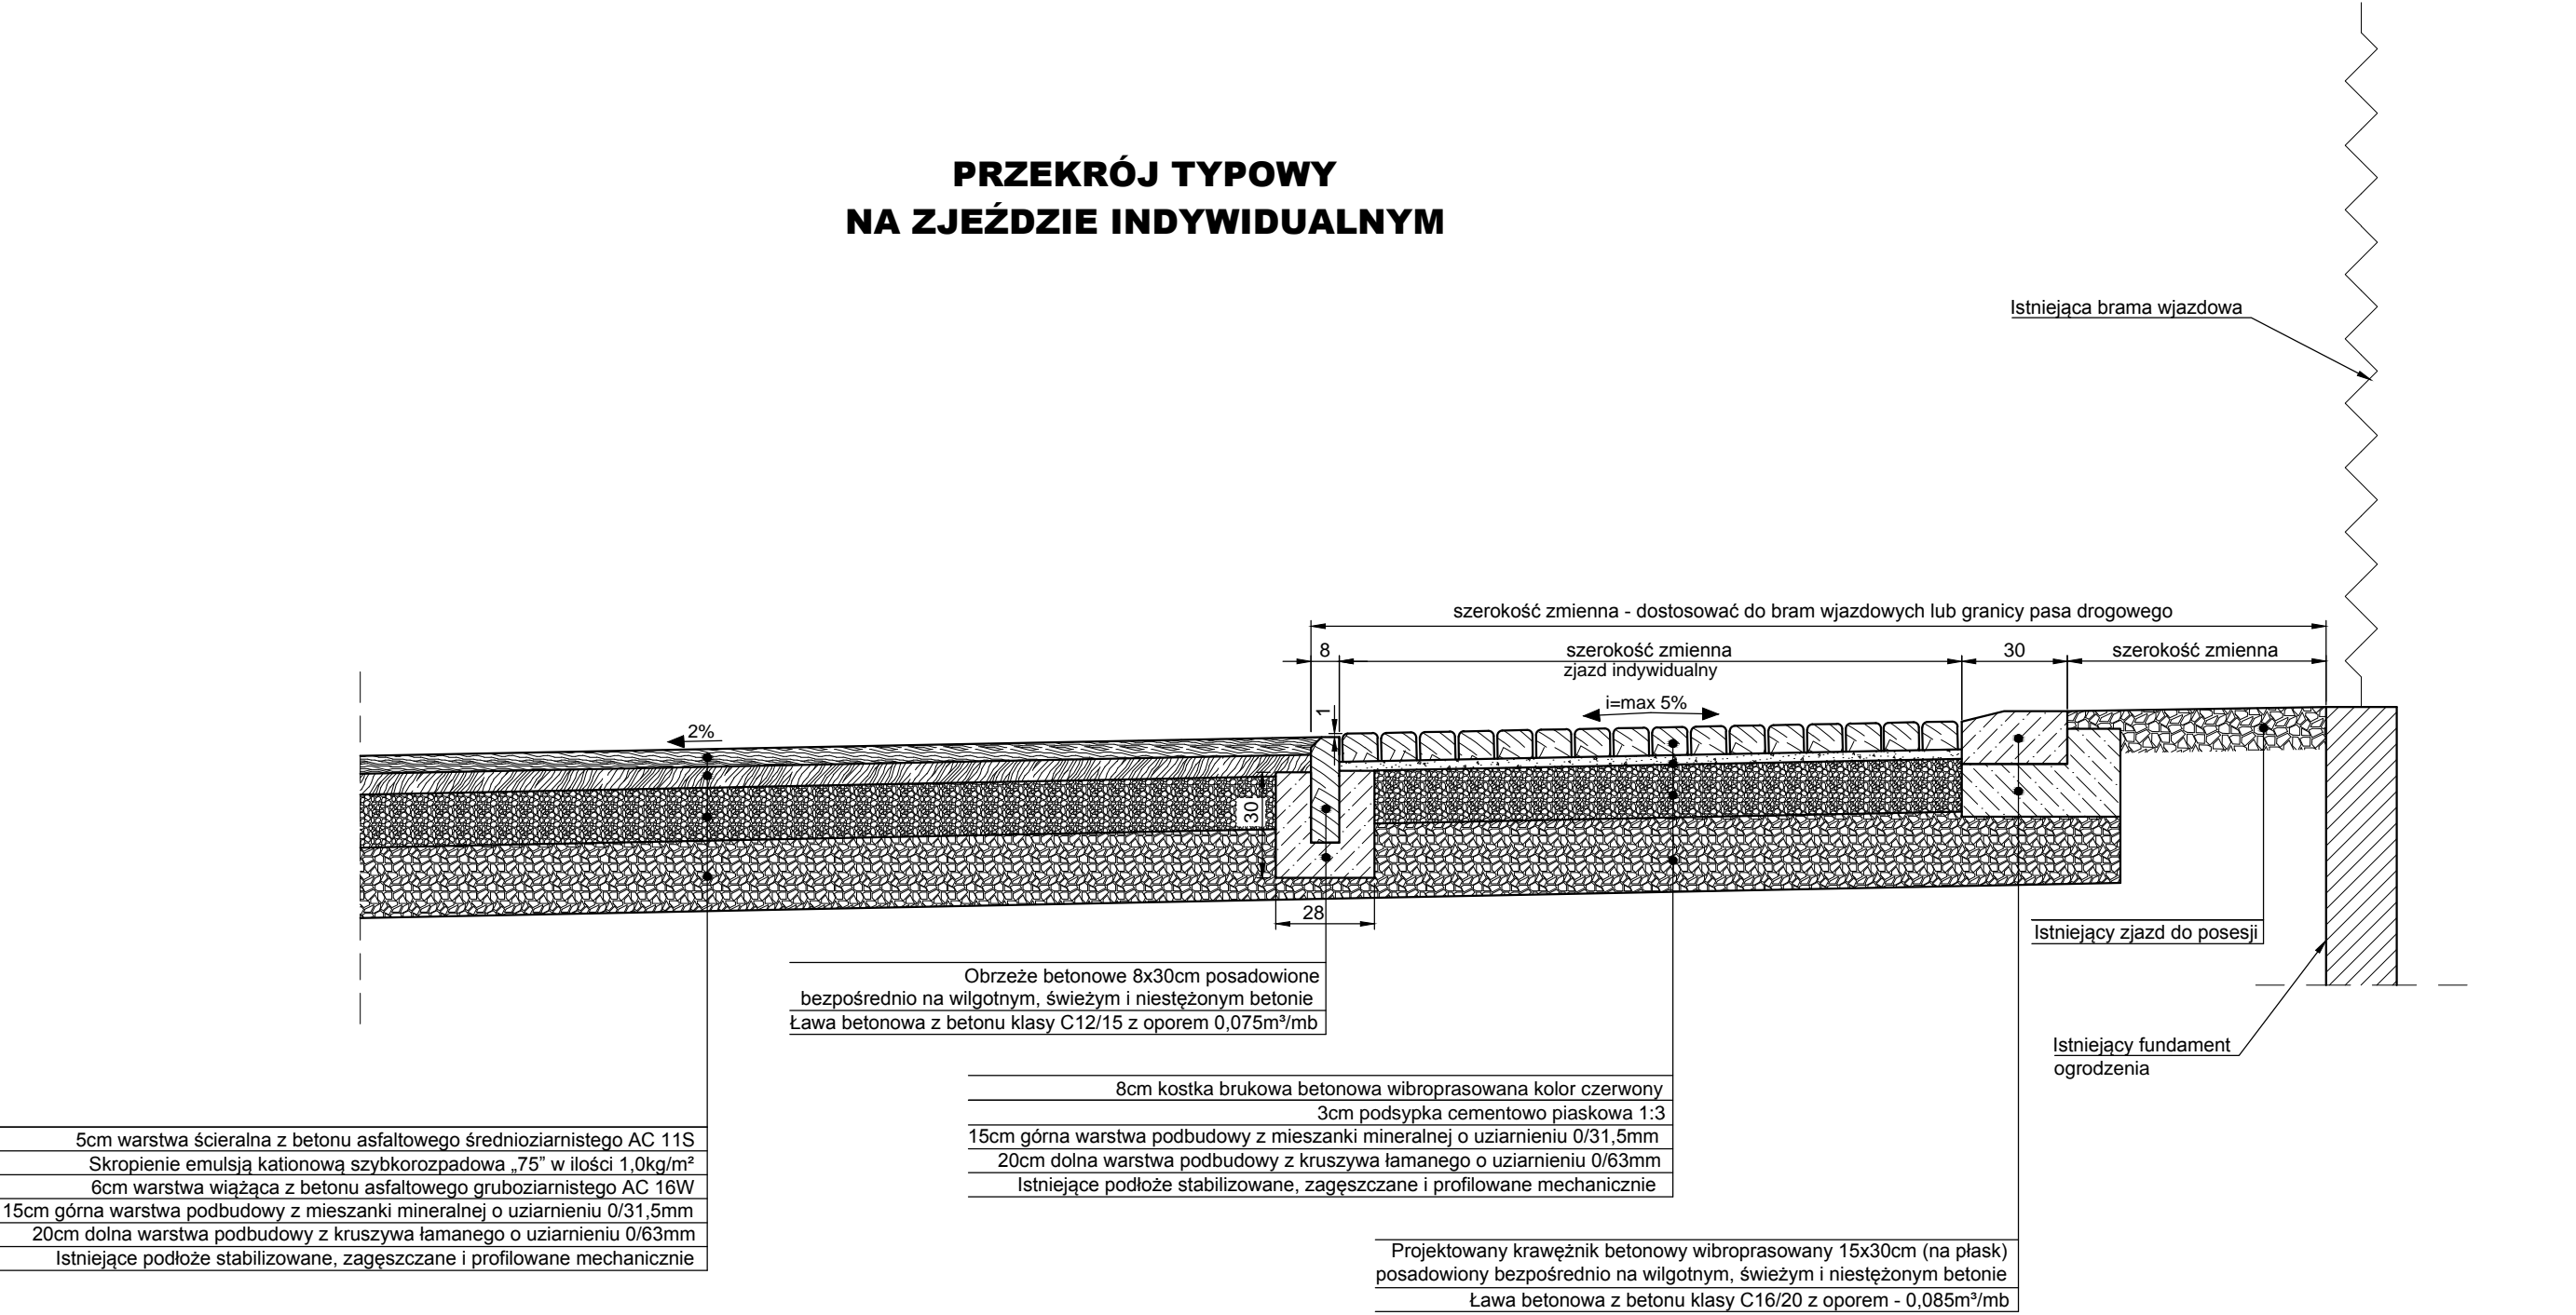 PRZEKRÓJ TYPOWY
NA ZJEŹDZIE INDYWIDUALNYM
Istniejąca brama wjazdowa
szerokość zmienna - dostosować do bram wjazdowych lub granicy pasa drogowego
8
szerokość zmienna
zjazd indywidualny
30
szerokość zmienna
i=max 5%
1
2%
30
28
Istniejący zjazd do posesji
Obrzeże betonowe 8x30cm posadowione
bezpośrednio na wilgotnym, świeżym i niestężonym betonie
Ława betonowa z betonu klasy C12/15 z oporem 0,075m³/mb
Istniejący fundament
ogrodzenia
8cm kostka brukowa betonowa wibroprasowana kolor czerwony
3cm podsypka cementowo piaskowa 1:3
15cm górna warstwa podbudowy z mieszanki mineralnej o uziarnieniu 0/31,5mm
20cm dolna warstwa podbudowy z kruszywa łamanego o uziarnieniu 0/63mm
Istniejące podłoże stabilizowane, zagęszczane i profilowane mechanicznie
5cm warstwa ścieralna z betonu asfaltowego średnioziarnistego AC 11S
Skropienie emulsją kationową szybkorozpadowa „75” w ilości 1,0kg/m²
6cm warstwa wiążąca z betonu asfaltowego gruboziarnistego AC 16W
15cm górna warstwa podbudowy z mieszanki mineralnej o uziarnieniu 0/31,5mm
20cm dolna warstwa podbudowy z kruszywa łamanego o uziarnieniu 0/63mm
Istniejące podłoże stabilizowane, zagęszczane i profilowane mechanicznie
Projektowany krawężnik betonowy wibroprasowany 15x30cm (na płask)
posadowiony bezpośrednio na wilgotnym, świeżym i niestężonym betonie
Ława betonowa z betonu klasy C16/20 z oporem - 0,085m³/mb